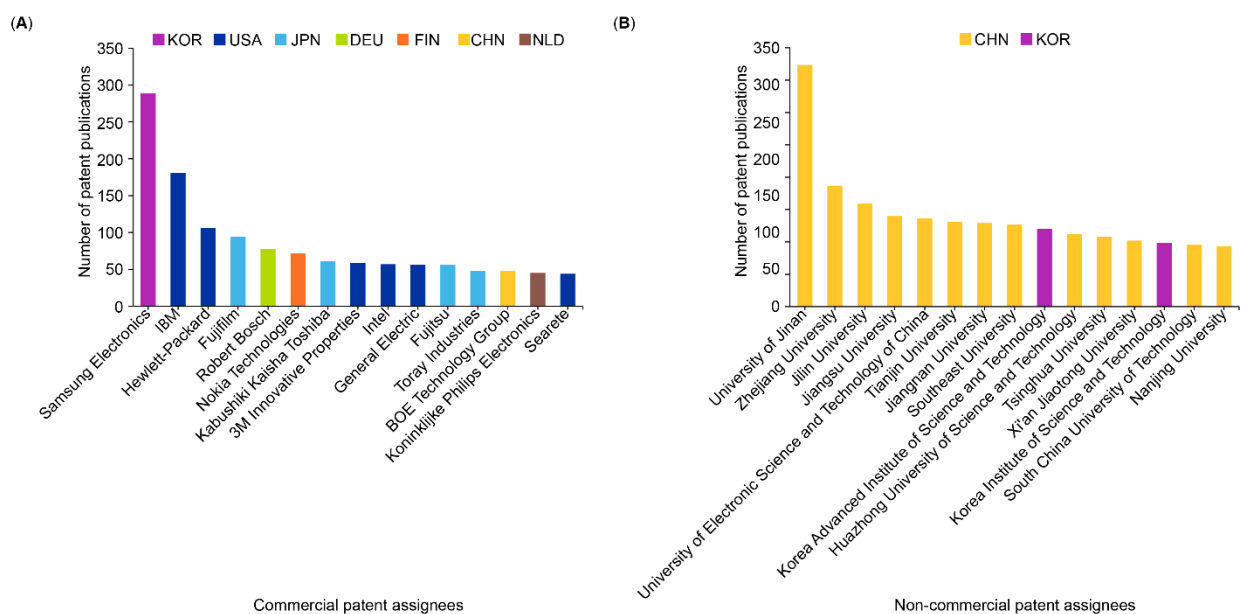 (A)
KOR USA JPN DEU FIN CHN NLD
Number of patent publications
350
300
250
200
150
100
50
0
Samsung Electronics
IBM
Hewlett-Packard
Fujifilm
Robert Bosch
Nokia Technologies
Kabushiki Kaisha Toshiba
3M Innovative Properties
Intel
General Electric
Fujitsu
Toray Industries
BOE Technology Group
Koninklijke Philips Electronics
Searete
Commercial patent assignees
(B)
CHN KOR
Number of patent publications
350
300
250
200
150
100
50
0
University of Jinan
Zhejiang University
Jlin University
Jiangsu University
University of Electronic Science and Technology of China
Tianjin University
Jiangnan University
Southeast University
Korea Advanced Institute of Science and Technology
Huazhong University of Science and Technology
Tsinghua University
Xi'an Jiaotong University
Korea Institute of Science and Technology
South China University of Technology
Nanjing University
Non-commercial patent assignees